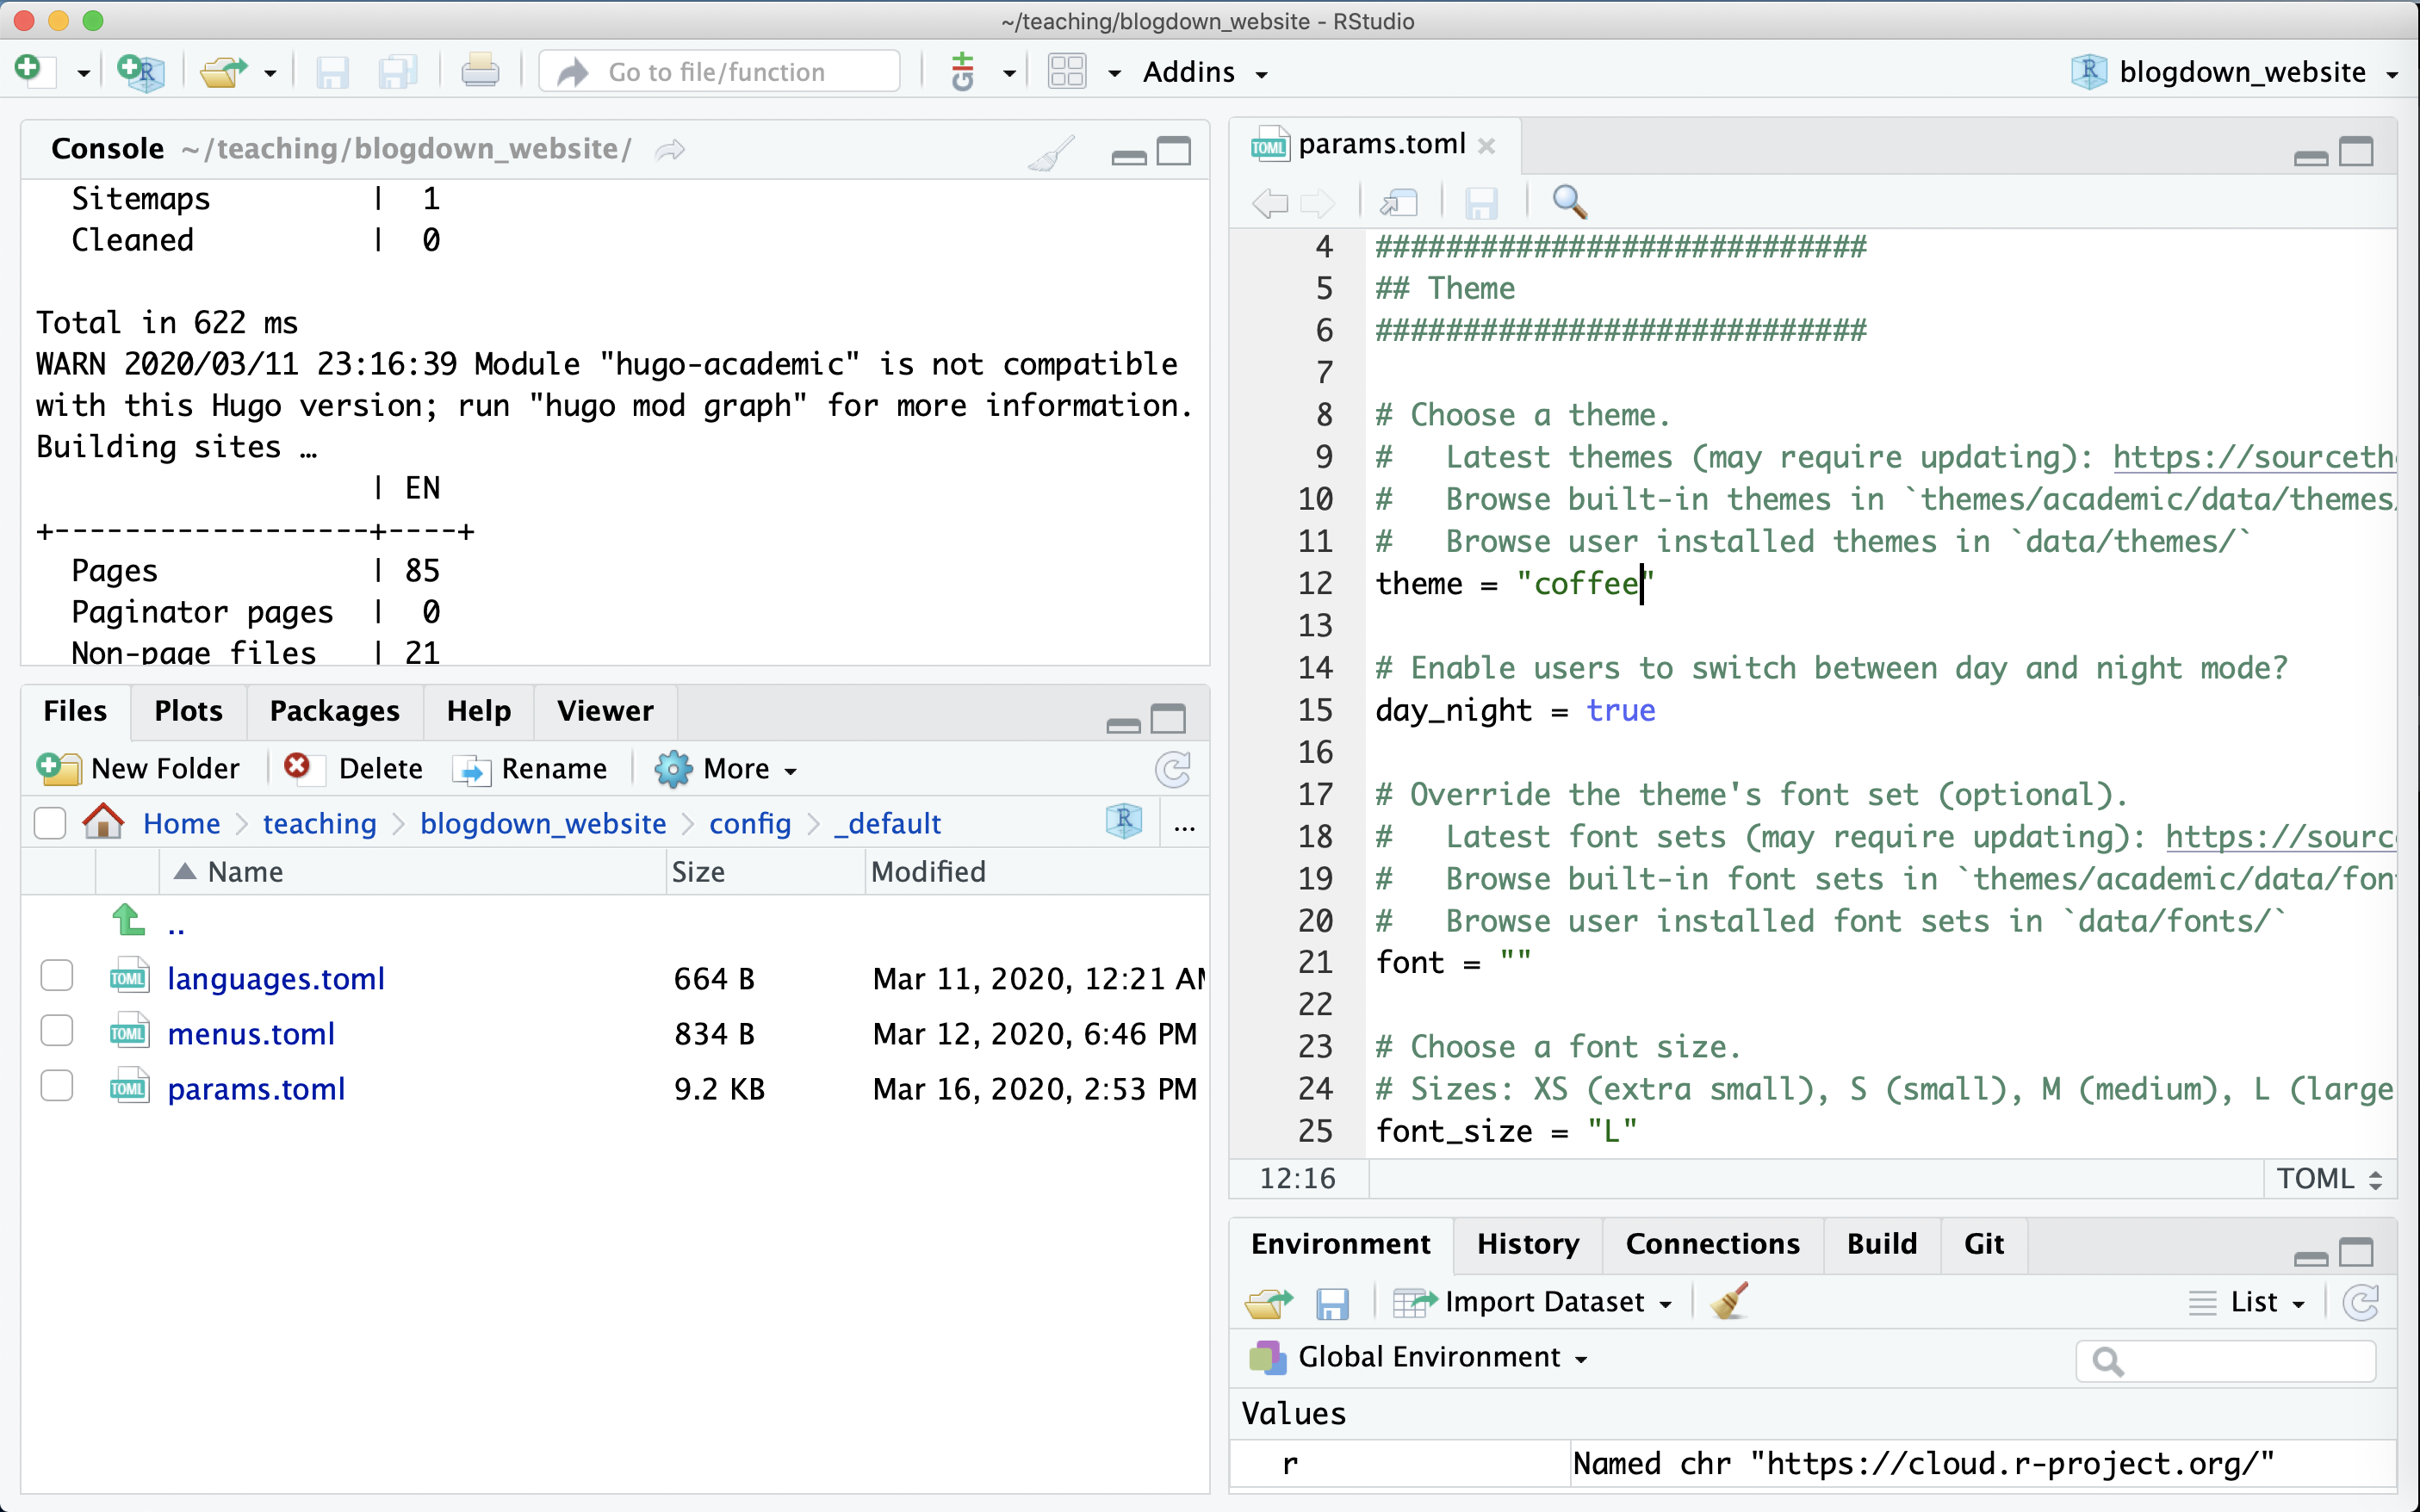 ~/teaching/blogdown_website - RStudio
Go to file/function
Addins
blogdown_website
Console ~/teaching/blogdown_website/
Sitemaps | 1
Cleaned | 0
Total in 622 ms
WARN 2020/03/11 23:16:39 Module "hugo-academic" is not compatible
with this Hugo version; run "hugo mod graph" for more information.
Building sites …
| EN
+------------------+----+
Pages | 85
Paginator pages | 0
Non-page files | 21
Files Plots Packages Help Viewer
New Folder Delete Rename More
Home teaching blogdown_website config _default ...
Name Size Modified
..
languages.toml 664 B Mar 11, 2020, 12:21 AM
menus.toml 834 B Mar 12, 2020, 6:46 PM
params.toml 9.2 KB Mar 16, 2020, 2:53 PM
params.toml
4 ############################
5 ## Theme
6 ############################
7
8 # Choose a theme.
9 # Latest themes (may require updating): https://sourceth
10 # Browse built-in themes in `themes/academic/data/themes
11 # Browse user installed themes in `data/themes/`
12 theme = "coffee"
13
14 # Enable users to switch between day and night mode?
15 day_night = true
16
17 # Override the theme's font set (optional).
18 # Latest font sets (may require updating): https://sourc
19 # Browse built-in font sets in `themes/academic/data/fon
20 # Browse user installed font sets in `data/fonts/`
21 font = ""
22
23 # Choose a font size.
24 # Sizes: XS (extra small), S (small), M (medium), L (large
25 font_size = "L"
12:16 TOML
Environment History Connections Build Git
Import Dataset List
Global Environment
Values
r Named chr "https://cloud.r-project.org/"